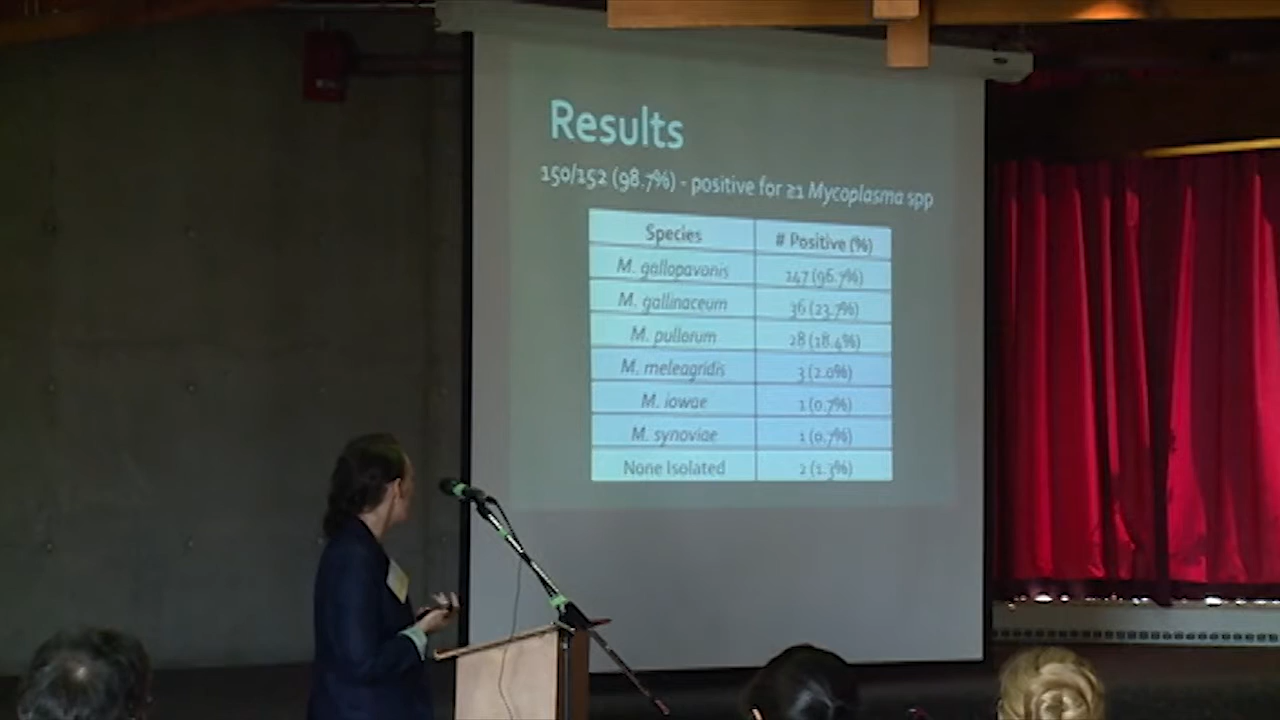 Results
150/152 (98.7%) - positive for ≥1 Mycoplasma spp
Species # Positive (%)
M. gallopavonis 147 (96.7%)
M. gallinaceum 36 (23.7%)
M. pullorum 28 (18.4%)
M. meleagridis 3 (2.0%)
M. iowae 1 (0.7%)
M. synoviae 1 (0.7%)
None Isolated 2 (1.3%)